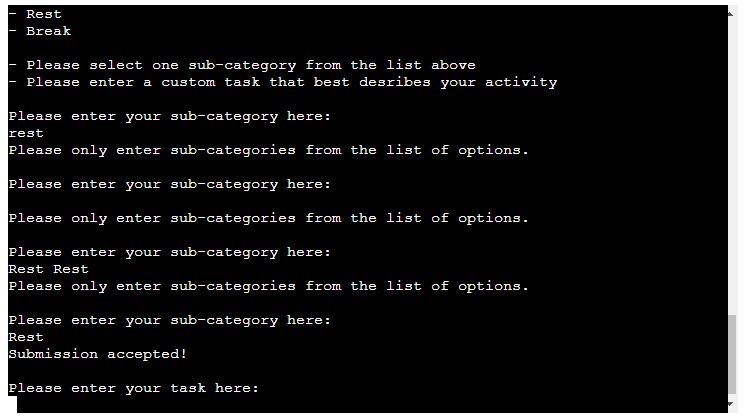 - Rest
- Break
- Please select one sub-category from the list above
- Please enter a custom task that best desribes your activity
Please enter your sub-category here:
rest
Please only enter sub-categories from the list of options.
Please enter your sub-category here:
Please only enter sub-categories from the list of options.
Please enter your sub-category here:
Rest Rest
Please only enter sub-categories from the list of options.
Please enter your sub-category here:
Rest
Submission accepted!
Please enter your task here: